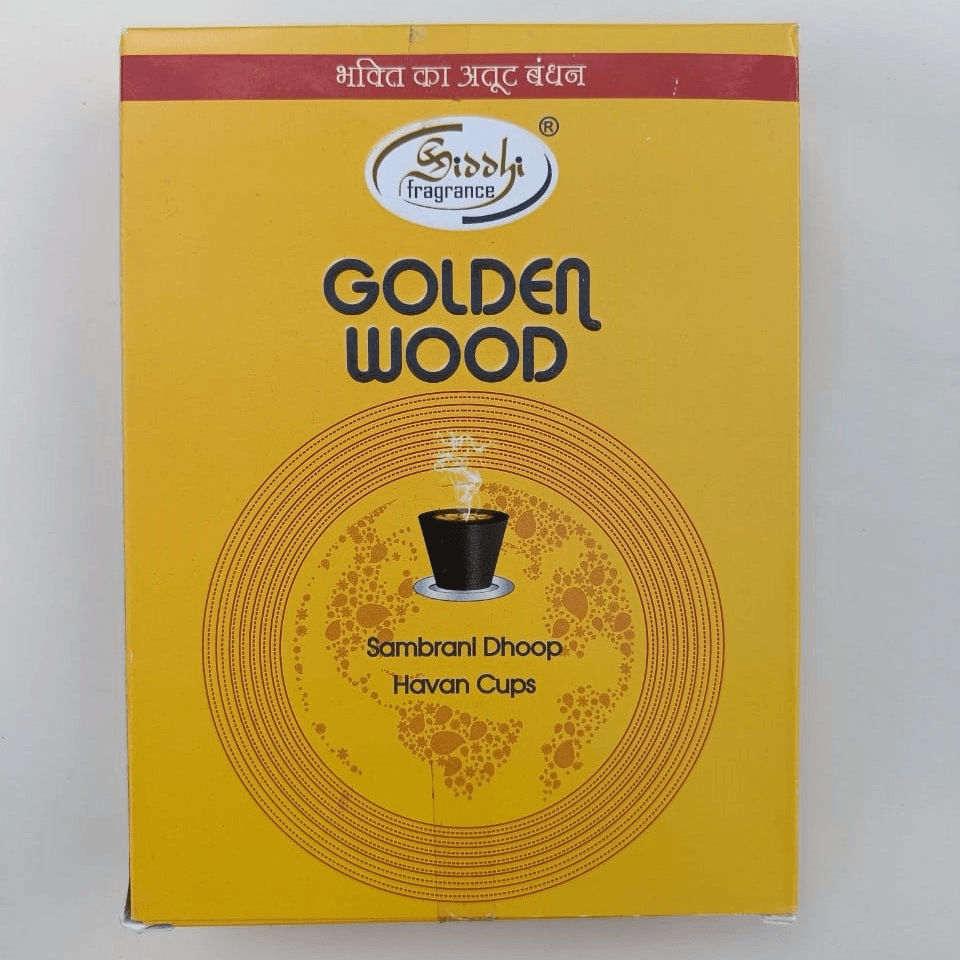 भक्ति का अटूट बंधन
Siddhi ®
fragrance
GOLDEN
WOOD
Sambrani Dhoop
Havan Cups